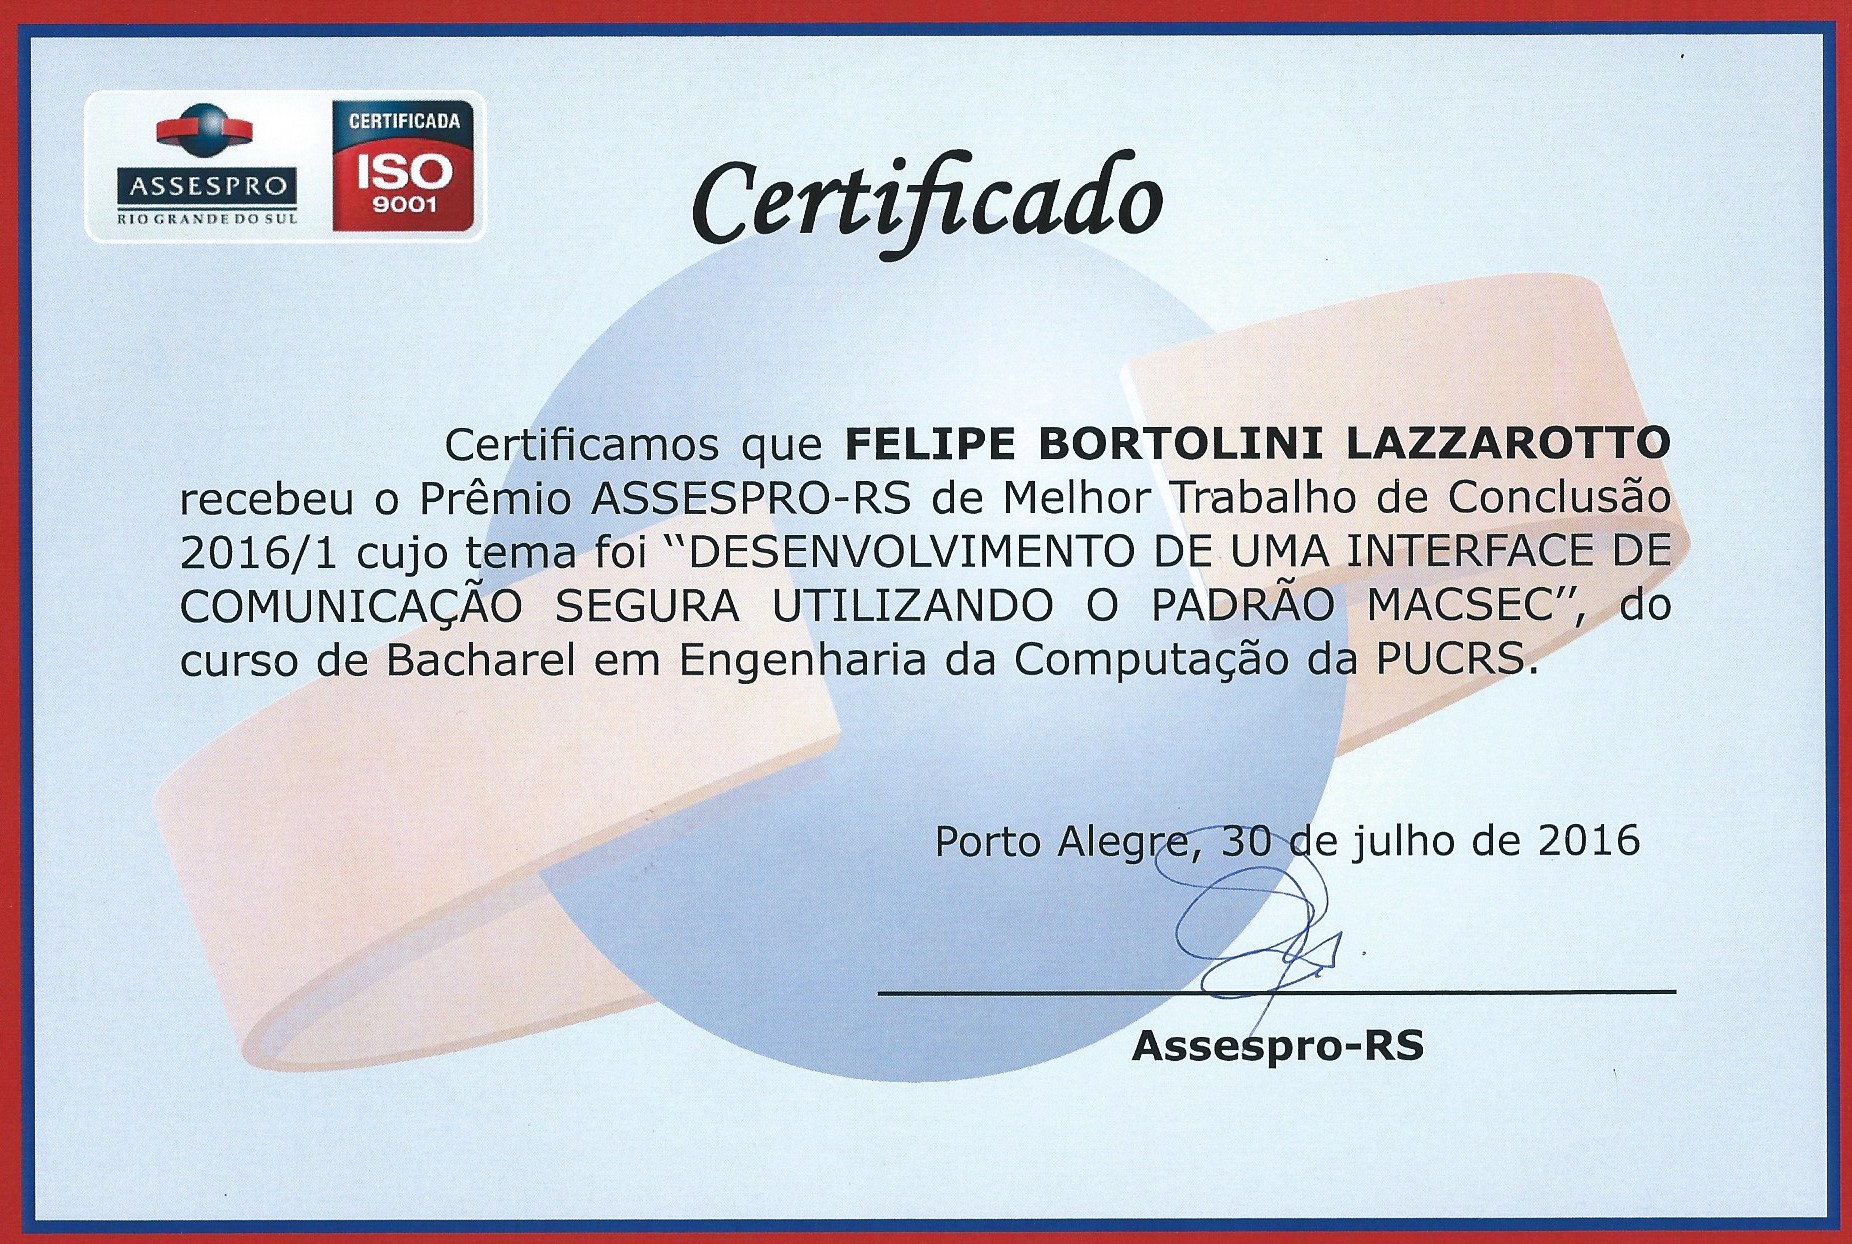 ASSESPRO
RIO GRANDE DO SUL
CERTIFICADA
ISO
9001
Certificado
Certificamos que FELIPE BORTOLINI LAZZAROTTO
recebeu o Prêmio ASSESPRO-RS de Melhor Trabalho de Conclusão
2016/1 cujo tema foi “DESENVOLVIMENTO DE UMA INTERFACE DE
COMUNICAÇÃO SEGURA UTILIZANDO O PADRÃO MACSEC”, do
curso de Bacharel em Engenharia da Computação da PUCRS.
Porto Alegre, 30 de julho de 2016
Assespro-RS